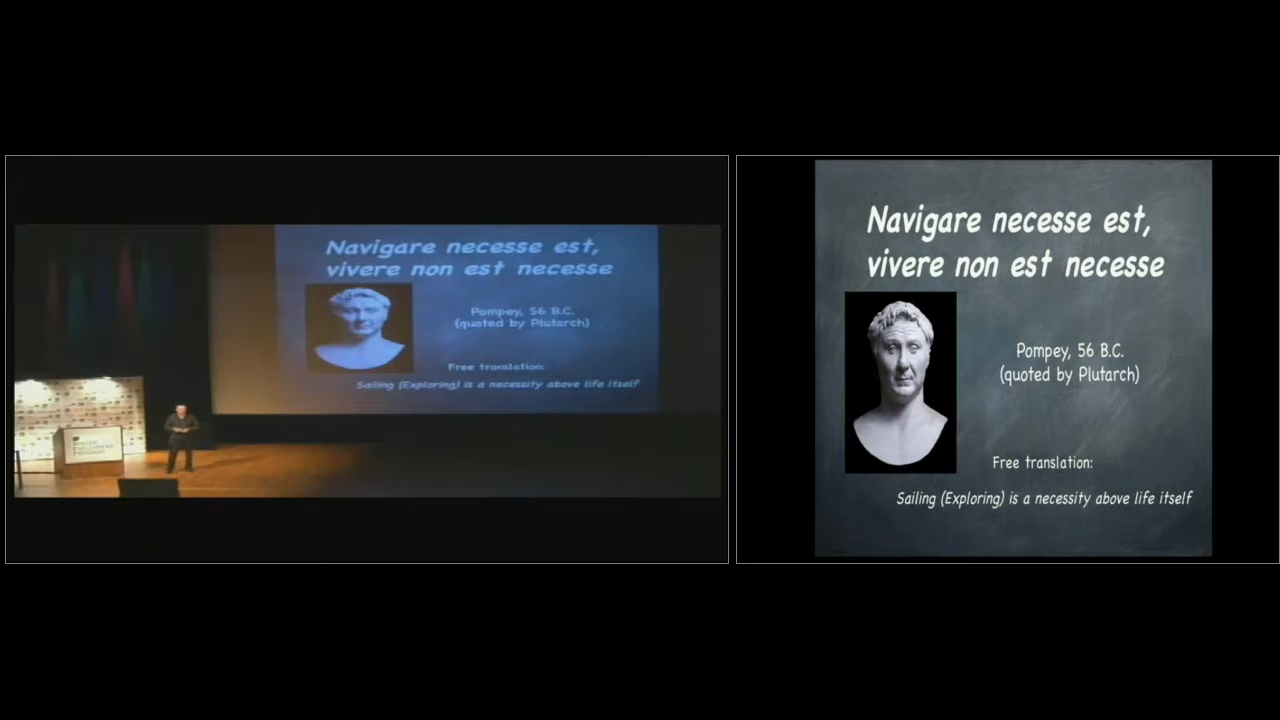 Navigare necesse est,
vivere non est necesse
Pompey, 56 B.C.
(quoted by Plutarch)
Free translation:
Sailing (Exploring) is a necessity above life itself
Navigare necesse est,
vivere non est necesse
Pompey, 56 B.C.
(quoted by Plutarch)
Free translation:
Sailing (Exploring) is a necessity above life itself